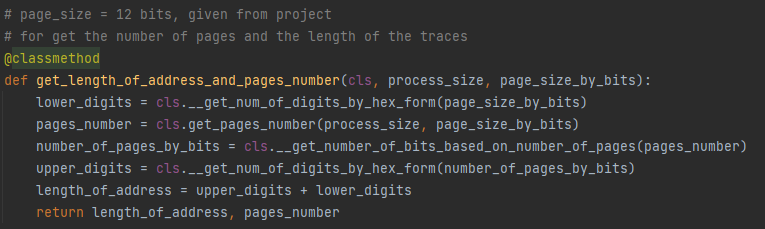 # page_size = 12 bits, given from project
# for get the number of pages and the length of the traces
@classmethod
def get_length_of_address_and_pages_number(cls, process_size, page_size_by_bits):
    lower_digits = cls.__get_num_of_digits_by_hex_form(page_size_by_bits)
    pages_number = cls.get_pages_number(process_size, page_size_by_bits)
    number_of_pages_by_bits = cls.__get_number_of_bits_based_on_number_of_pages(pages_number)
    upper_digits = cls.__get_num_of_digits_by_hex_form(number_of_pages_by_bits)
    length_of_address = upper_digits + lower_digits
    return length_of_address, pages_number